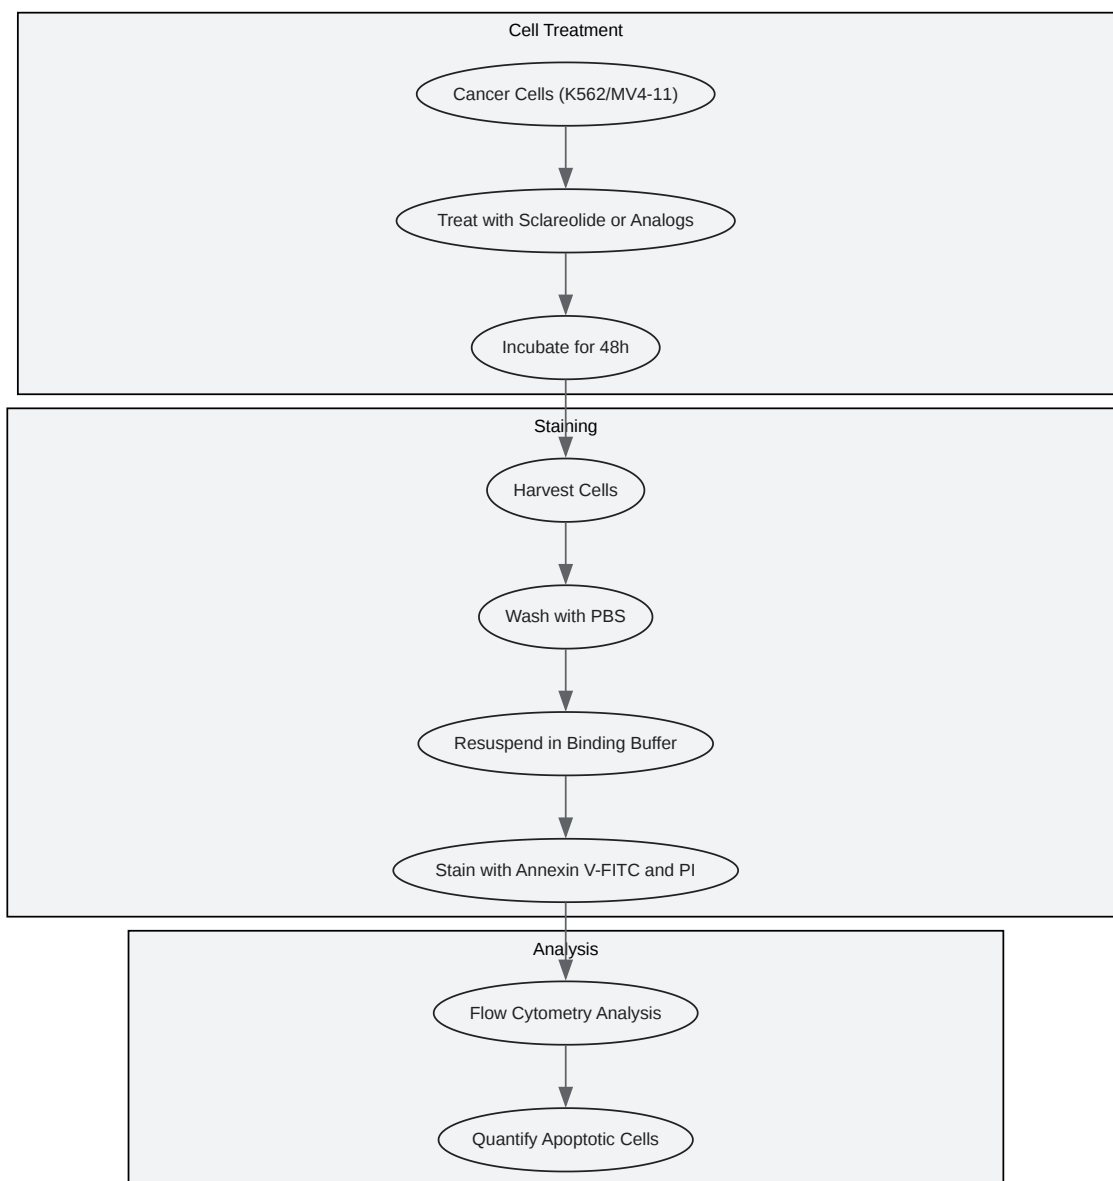 Cell Treatment
Cancer Cells (K562/MV4-11)
Treat with Sclareolide or Analogs
Incubate for 48h
Staining
Harvest Cells
Wash with PBS
Resuspend in Binding Buffer
Stain with Annexin V-FITC and PI
Analysis
Flow Cytometry Analysis
Quantify Apoptotic Cells